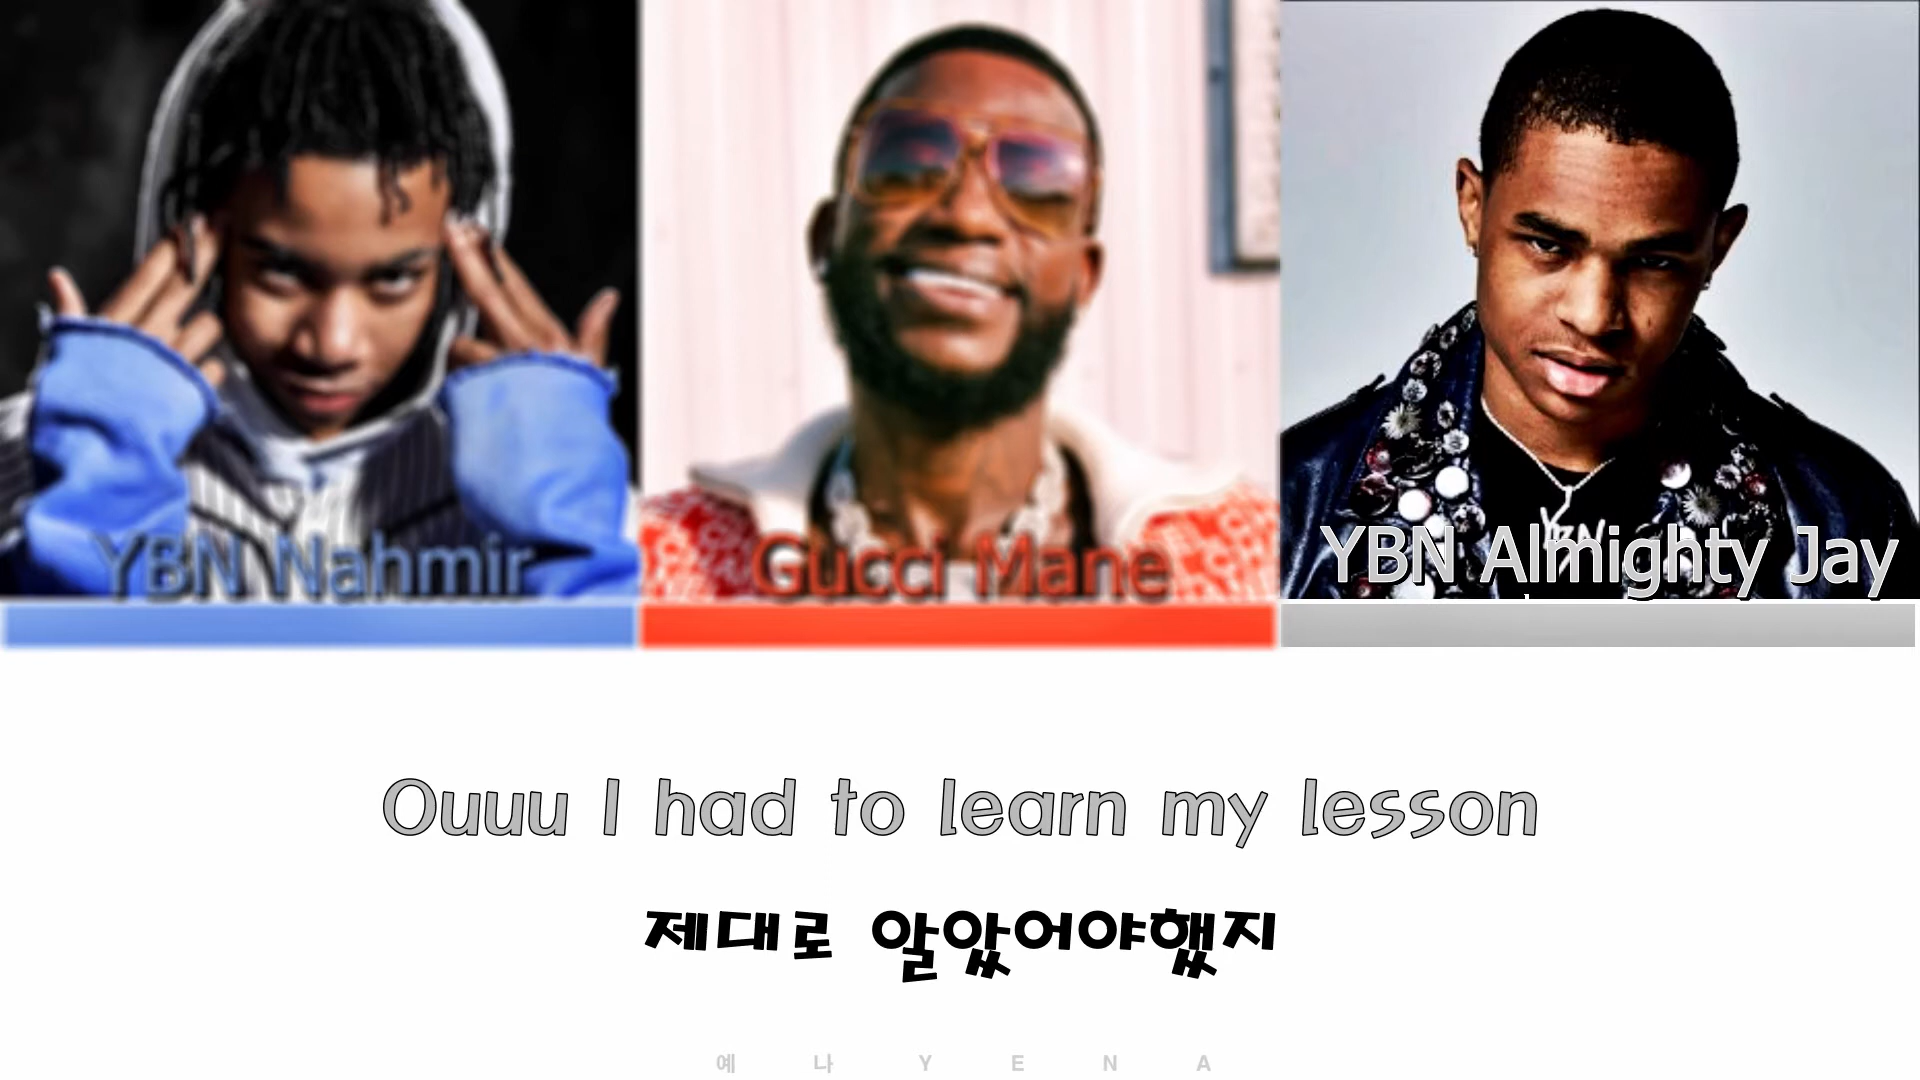 YBN Nahmir
Gucci Mane
YBN Almighty Jay
YBN
Ouuu I had to learn my lesson
제대로 알았어야했지
예 나 Y E N A